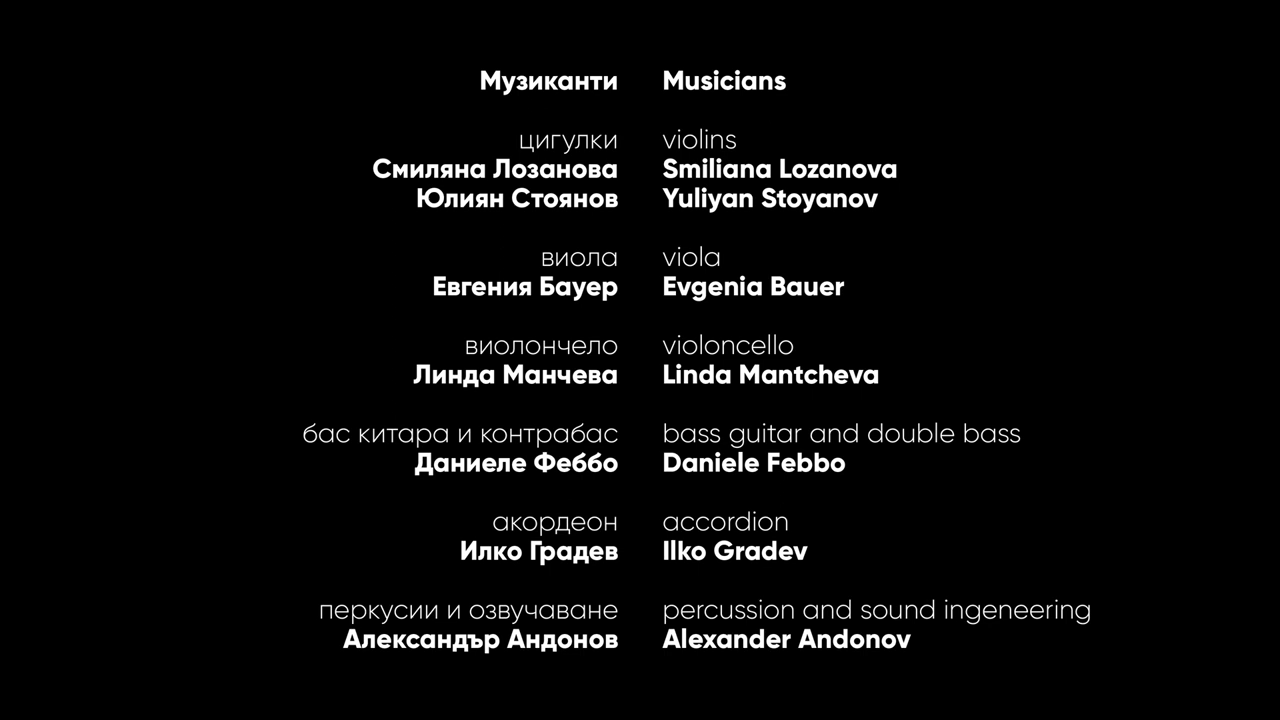 Музиканти Musicians
цигулки violins
Смиляна Лозанова Smiliana Lozanova
Юлиян Стоянов Yuliyan Stoyanov
виола viola
Евгения Бауер Evgenia Bauer
виолончело violoncello
Линда Манчева Linda Mantcheva
бас китара и контрабас bass guitar and double bass
Даниеле Феббо Daniele Febbo
акордеон accordion
Илко Градев Ilko Gradev
перкусии и озвучаване percussion and sound ingeneering
Александър Андонов Alexander Andonov